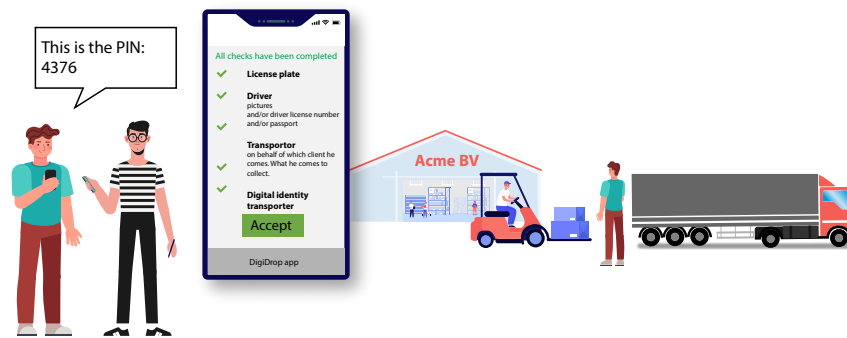 This is the PIN:
4376
All checks have been completed
License plate
Driver
pictures
and/or driver license number
and/or passport
Transportor
on behalf of which client he
comes. What he comes to
collect.
Digital identity
transporter
Accept
DigiDrop app
Acme BV